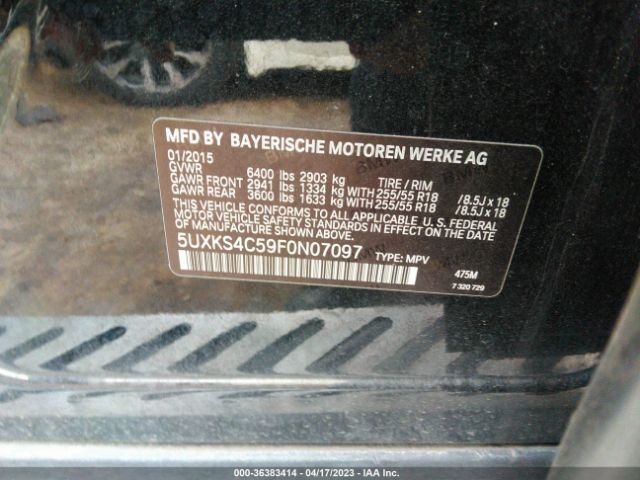 MFD BY BAYERISCHE MOTOREN WERKE AG
01/2015
GVWR 6400 lbs 2903 kg TIRE / RIM
GAWR FRONT 2941 lbs 1334 kg WITH 255/55 R18 /8.5J x 18
GAWR REAR 3600 lbs 1633 kg WITH 255/55 R18 /8.5J x 18
THIS VEHICLE CONFORMS TO ALL APPLICABLE U.S. FEDERAL
MOTOR VEHICLE SAFETY STANDARDS IN EFFECT ON THE
DATE OF MANUFACTURE SHOWN ABOVE.
5UXKS4C59F0N07097 TYPE: MPV
475M
7 320 729
000-36383414 - 04/17/2023 - IAA Inc.